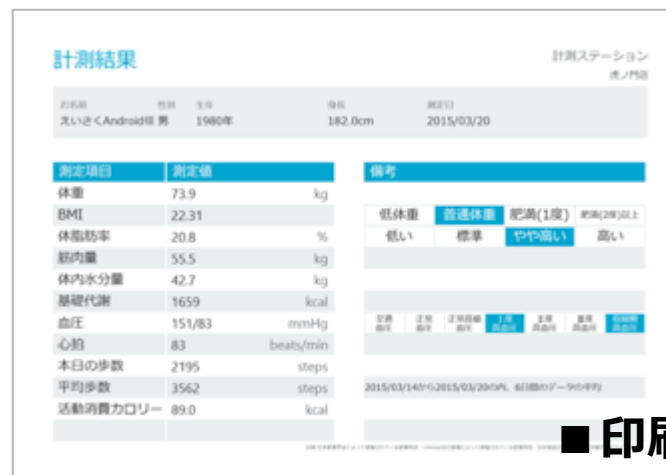 計測結果
計測ステーション
虎ノ門店
お名前 性別 生年 身長 測定日
えいさくAndroid様 男 1980年 182.0cm 2015/03/20
測定項目 測定値 備考
体重 73.9 kg
BMI 22.31 低体重 普通体重 肥満(1度) 肥満(2度)以上
体脂肪率 20.8 % 低い 標準 やや高い 高い
筋肉量 55.5 kg
体内水分量 42.7 kg
基礎代謝 1659 kcal
血圧 151/83 mmHg
心拍 83 beats/min
本日の歩数 2195 steps
平均歩数 3562 steps 2015/03/14から2015/03/20の内、6日間のデータの平均
活動消費カロリー 89.0 kcal
■印刷